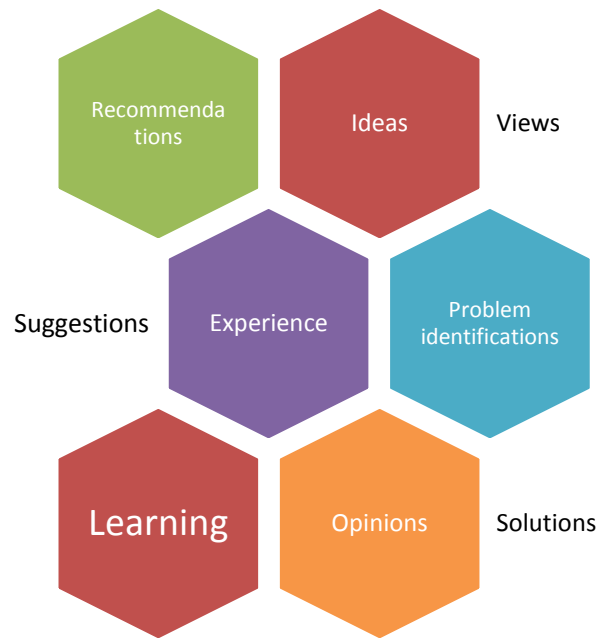 Recommenda
tions
Ideas
Views
Suggestions
Experience
Problem
identifications
Learning
Opinions
Solutions